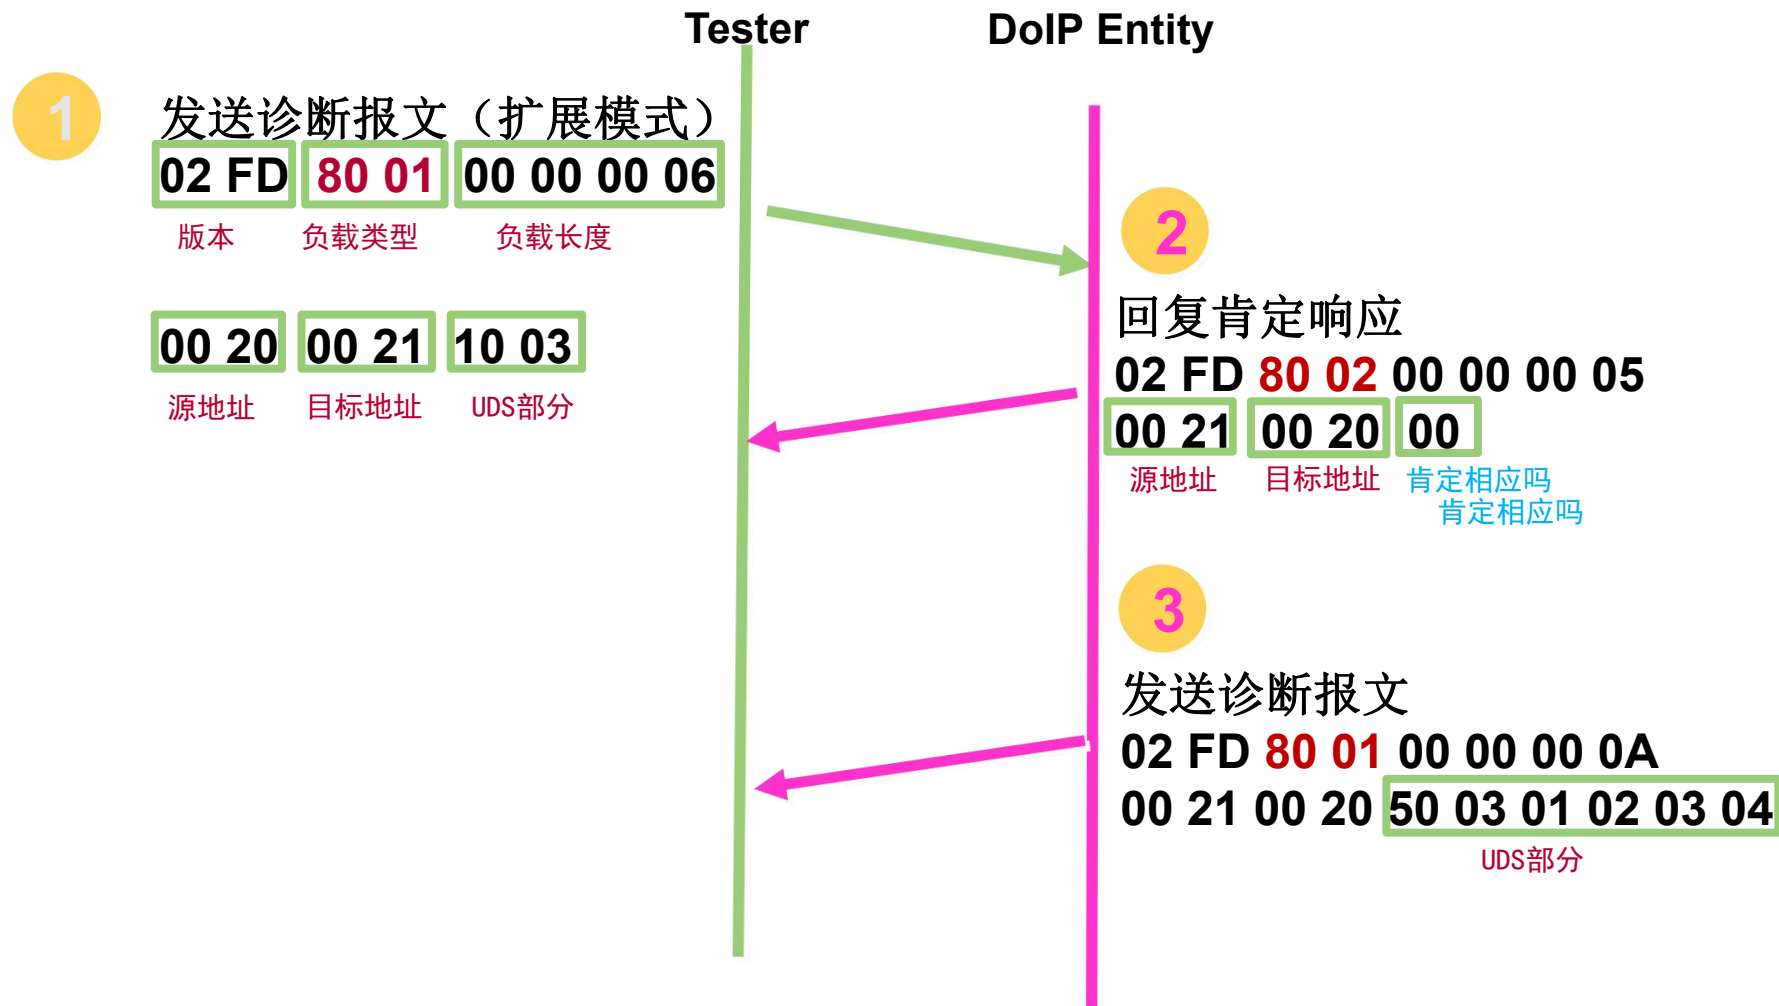 Tester
DoIP Entity
1
发送诊断报文（扩展模式）
02 FD 80 01 00 00 00 06
版本 负载类型 负载长度
00 20 00 21 10 03
源地址 目标地址 UDS部分
2
回复肯定响应
02 FD 80 02 00 00 00 05
00 21 00 20 00
源地址 目标地址 肯定相应吗
肯定相应吗
3
发送诊断报文
02 FD 80 01 00 00 00 0A
00 21 00 20 50 03 01 02 03 04
UDS部分